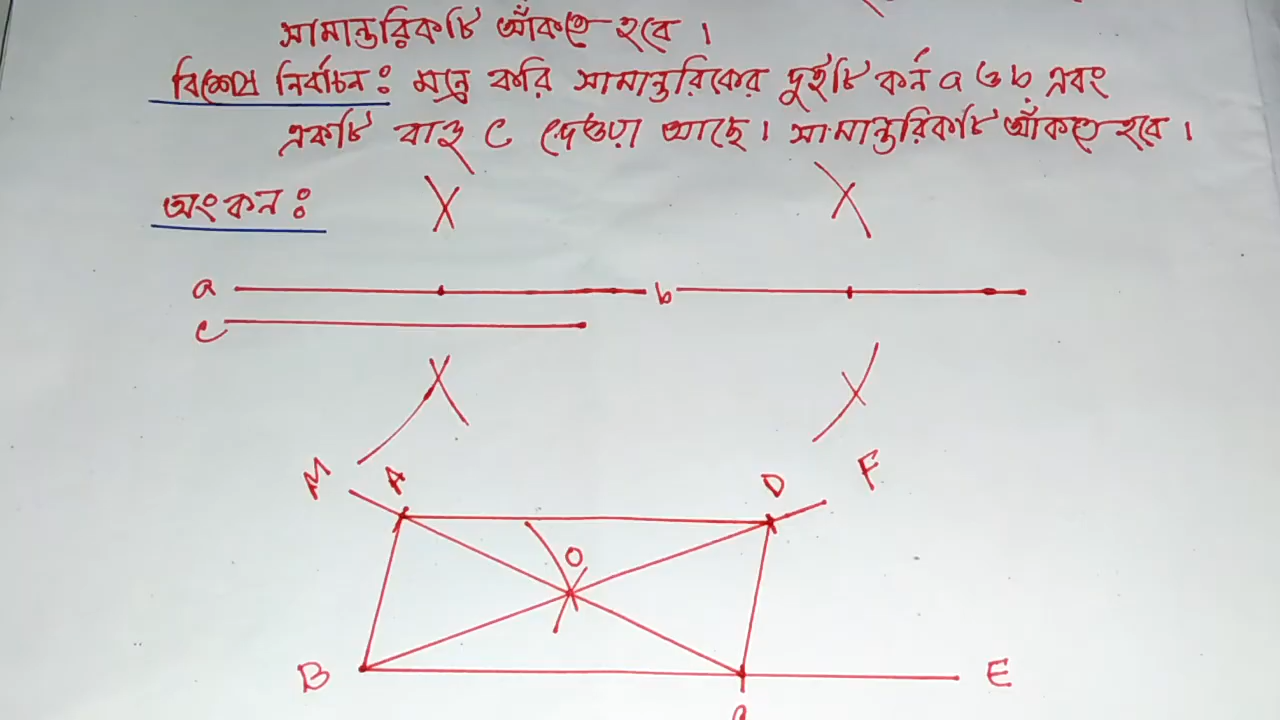 সামান্তরিকটি আঁকতে হবে ।
বিশেষ নির্বাচন : মনে করি সামান্তরিকের দুইটি কর্ন a ও b এবং
একটি বাহু c দেওয়া আছে । সামান্তরিকটি আঁকতে হবে ।
অংকন :
a b
c
M A D F
O
B E